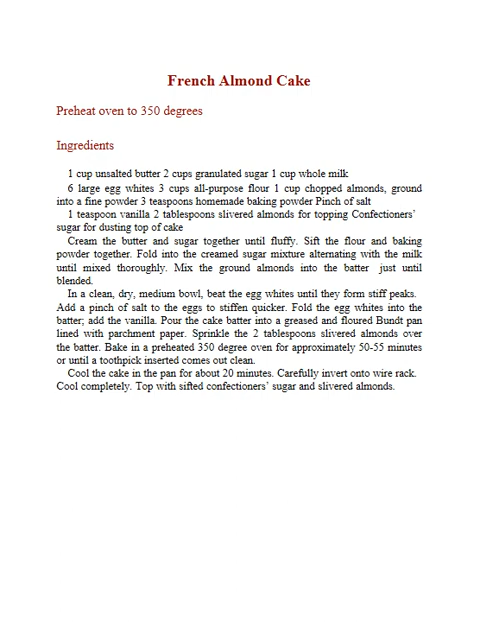 French Almond Cake
Preheat oven to 350 degrees
Ingredients
1 cup unsalted butter 2 cups granulated sugar 1 cup whole milk
6 large egg whites 3 cups all-purpose flour 1 cup chopped almonds, ground
into a fine powder 3 teaspoons homemade baking powder Pinch of salt
1 teaspoon vanilla 2 tablespoons slivered almonds for topping Confectioners’
sugar for dusting top of cake
Cream the butter and sugar together until fluffy. Sift the flour and baking
powder together. Fold into the creamed sugar mixture alternating with the milk
until mixed thoroughly. Mix the ground almonds into the batter just until
blended.
In a clean, dry, medium bowl, beat the egg whites until they form stiff peaks.
Add a pinch of salt to the eggs to stiffen quicker. Fold the egg whites into the
batter; add the vanilla. Pour the cake batter into a greased and floured Bundt pan
lined with parchment paper. Sprinkle the 2 tablespoons slivered almonds over
the batter. Bake in a preheated 350 degree oven for approximately 50-55 minutes
or until a toothpick inserted comes out clean.
Cool the cake in the pan for about 20 minutes. Carefully invert onto wire rack.
Cool completely. Top with sifted confectioners’ sugar and slivered almonds.